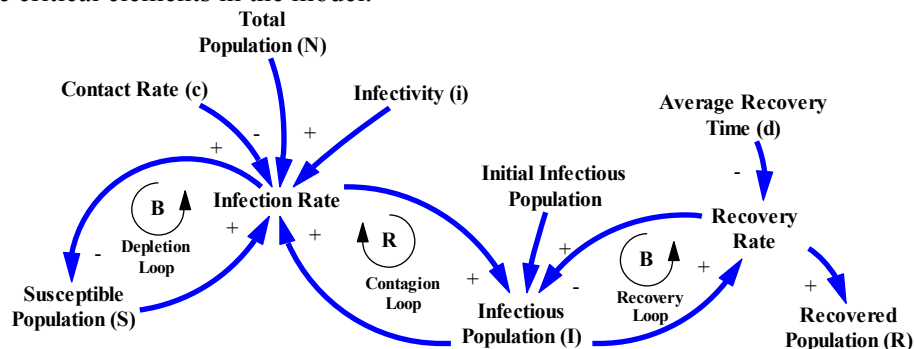 e critical elements in the model.
Total
Population (N)
Contact Rate (c)
Infectivity (i)
Average Recovery
Time (d)
+
-
+
-
Initial Infectious
Population
B
Infection Rate
Recovery
Rate
Depletion
Loop
+
+
R
+
B
-
Contagion
Loop
+
-
Recovery
Loop
+
+
Susceptible
Population (S)
Infectious
Population (I)
Recovered
Population (R)